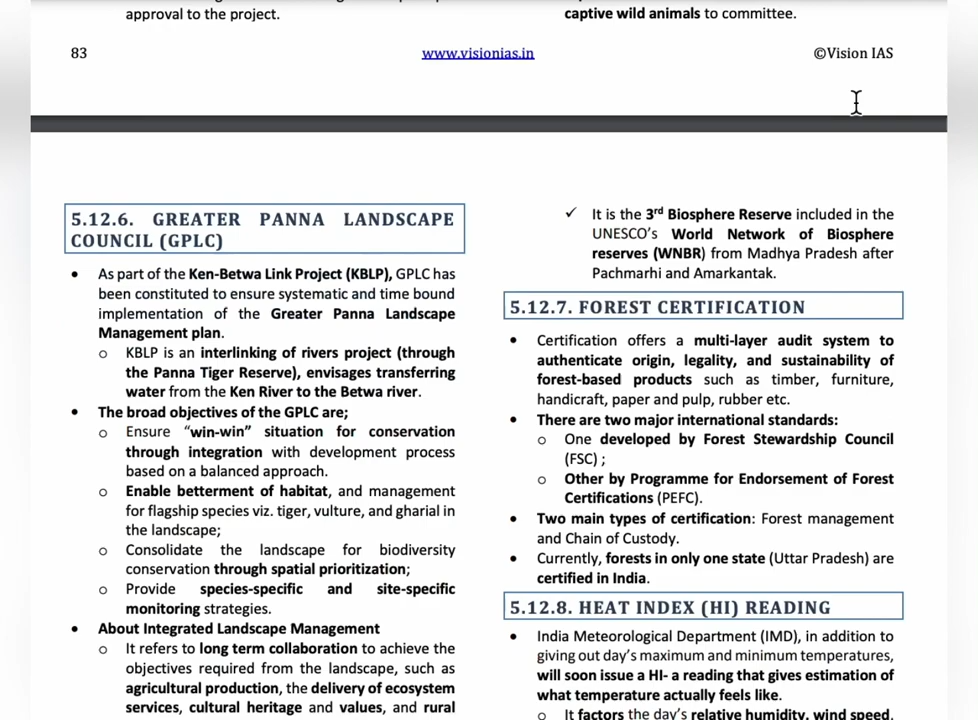 approval to the project.
captive wild animals to committee.
83 www.visionias.in ©Vision IAS
5.12.6. GREATER PANNA LANDSCAPE
COUNCIL (GPLC)
• As part of the Ken-Betwa Link Project (KBLP), GPLC has
been constituted to ensure systematic and time bound
implementation of the Greater Panna Landscape
Management plan.
o KBLP is an interlinking of rivers project (through
the Panna Tiger Reserve), envisages transferring
water from the Ken River to the Betwa river.
• The broad objectives of the GPLC are;
o Ensure “win-win” situation for conservation
through integration with development process
based on a balanced approach.
o Enable betterment of habitat, and management
for flagship species viz. tiger, vulture, and gharial in
the landscape;
o Consolidate the landscape for biodiversity
conservation through spatial prioritization;
o Provide species-specific and site-specific
monitoring strategies.
• About Integrated Landscape Management
o It refers to long term collaboration to achieve the
objectives required from the landscape, such as
agricultural production, the delivery of ecosystem
services, cultural heritage and values, and rural
✓ It is the 3rd Biosphere Reserve included in the
UNESCO’s World Network of Biosphere
reserves (WNBR) from Madhya Pradesh after
Pachmarhi and Amarkantak.
5.12.7. FOREST CERTIFICATION
• Certification offers a multi-layer audit system to
authenticate origin, legality, and sustainability of
forest-based products such as timber, furniture,
handicraft, paper and pulp, rubber etc.
• There are two major international standards:
o One developed by Forest Stewardship Council
(FSC) ;
o Other by Programme for Endorsement of Forest
Certifications (PEFC).
• Two main types of certification: Forest management
and Chain of Custody.
• Currently, forests in only one state (Uttar Pradesh) are
certified in India.
5.12.8. HEAT INDEX (HI) READING
• India Meteorological Department (IMD), in addition to
giving out day’s maximum and minimum temperatures,
will soon issue a HI- a reading that gives estimation of
what temperature actually feels like.
o It factors the day’s relative humidity, wind speed,